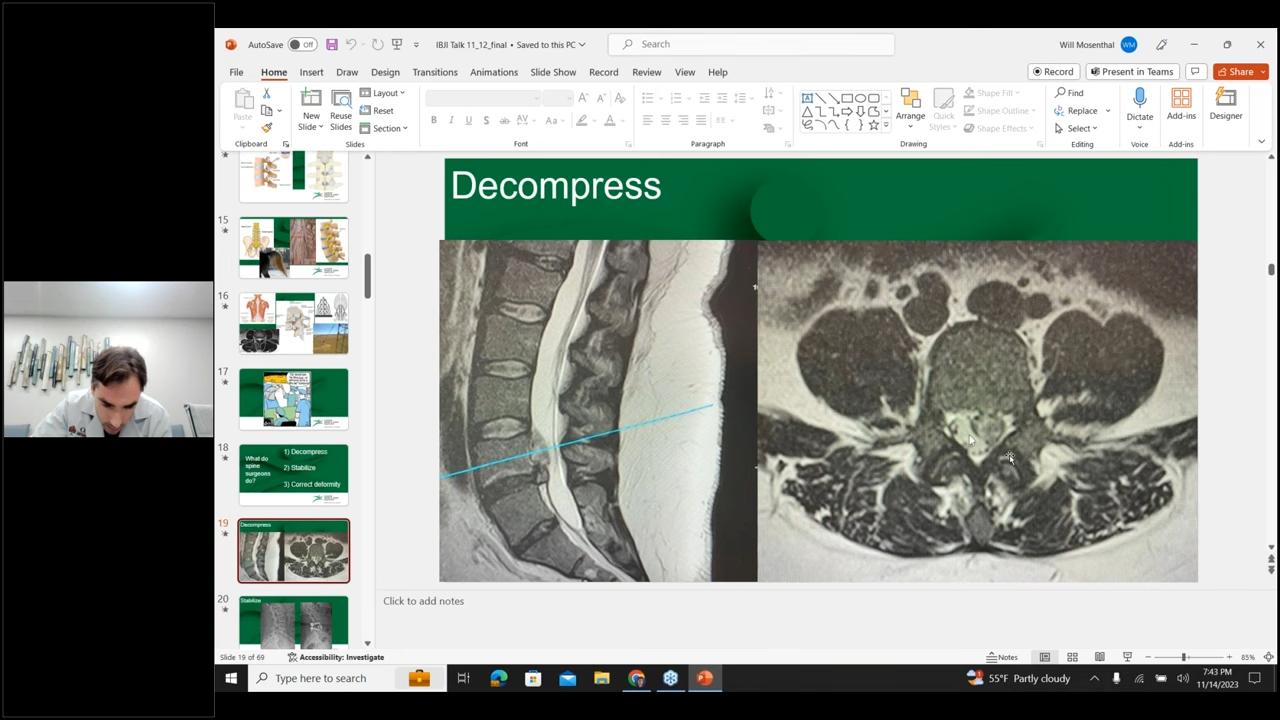 AutoSave Off IBJI Talk 11_12_final • Saved to this PC Search Will Mosenthal WM
File Home Insert Draw Design Transitions Animations Slide Show Record Review View Help Record Present in Teams Share
Paste New Slide Reuse Slides Layout Reset Section Shape Fill Shape Outline Shape Effects Arrange Quick Styles Find Replace Select Dictate Add-ins Designer
B I U S ab AV Aa A
Clipboard Slides Font Paragraph Drawing Editing Voice Add-ins
15
16
17
18
What do spine surgeons do?
1) Decompress
2) Stabilize
3) Correct deformity
19
Decompress
20
Stabilize
Decompress
Click to add notes
Slide 19 of 69 Accessibility: Investigate Notes 85%
Type here to search 55°F Partly cloudy 7:43 PM
11/14/2023